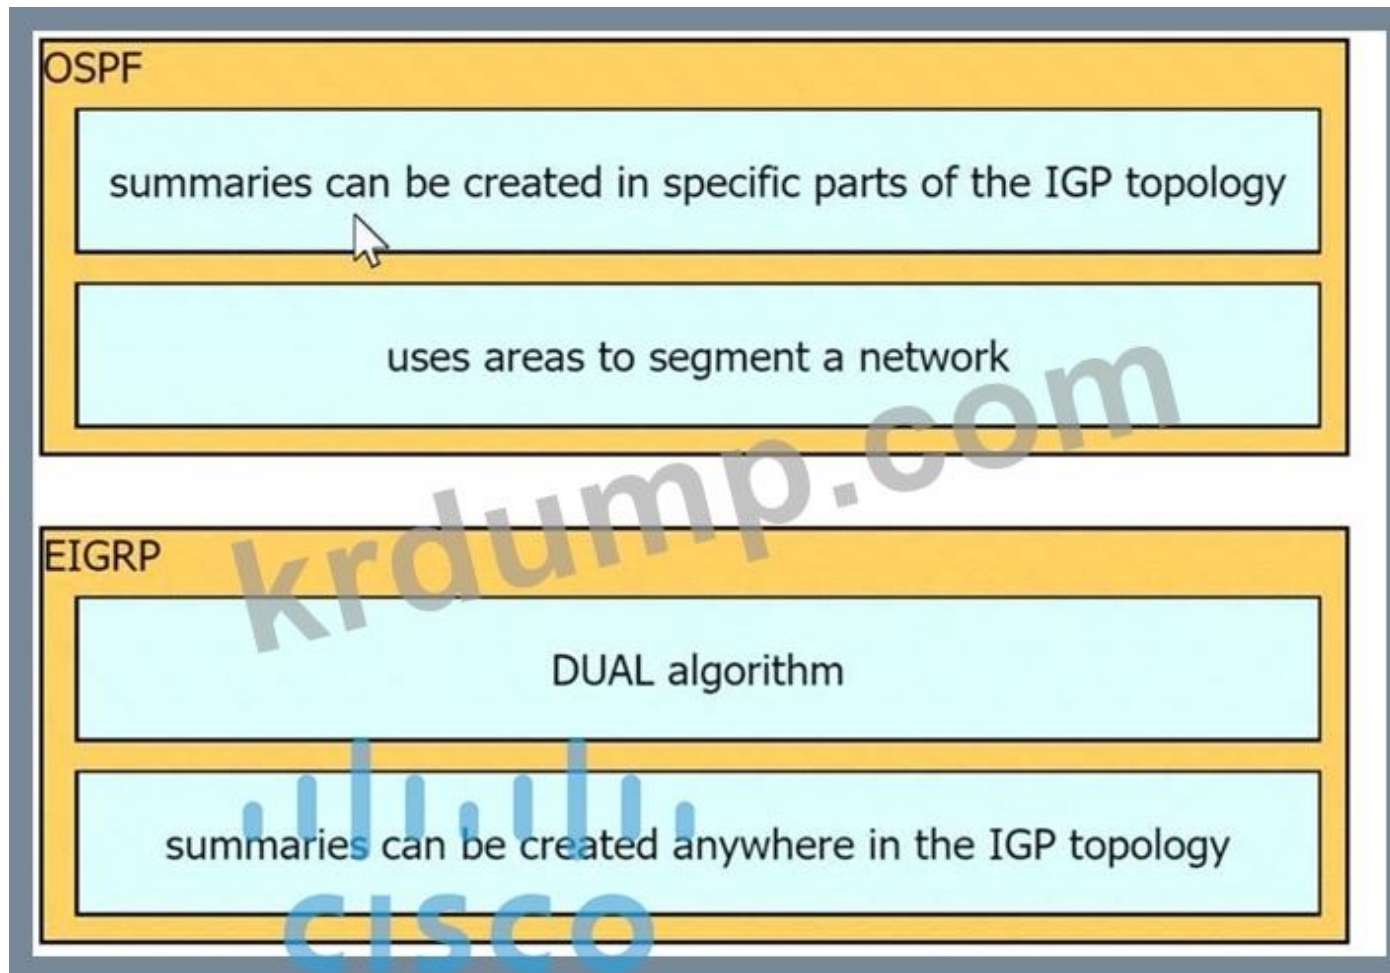 OSPF
summaries can be created in specific parts of the IGP topology
uses areas to segment a network
krdump.com
EIGRP
DUAL algorithm
summaries can be created anywhere in the IGP topology
CISCO